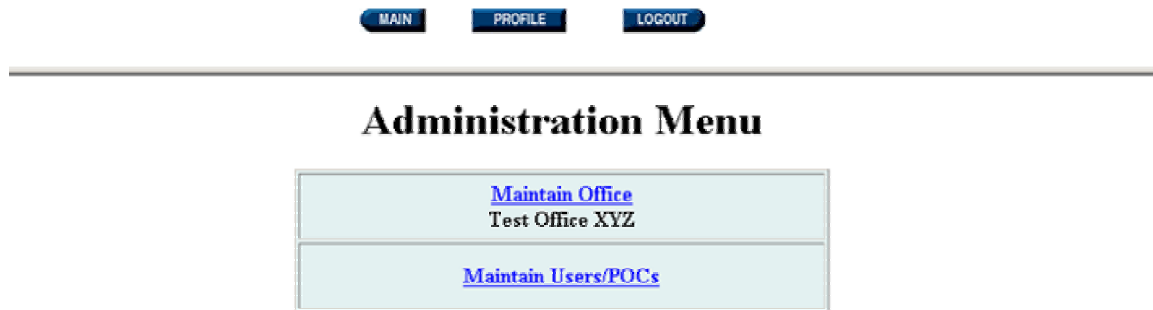 MAIN PROFILE LOGOUT
Administration Menu
Maintain Office
Test Office XYZ
Maintain Users/POCs